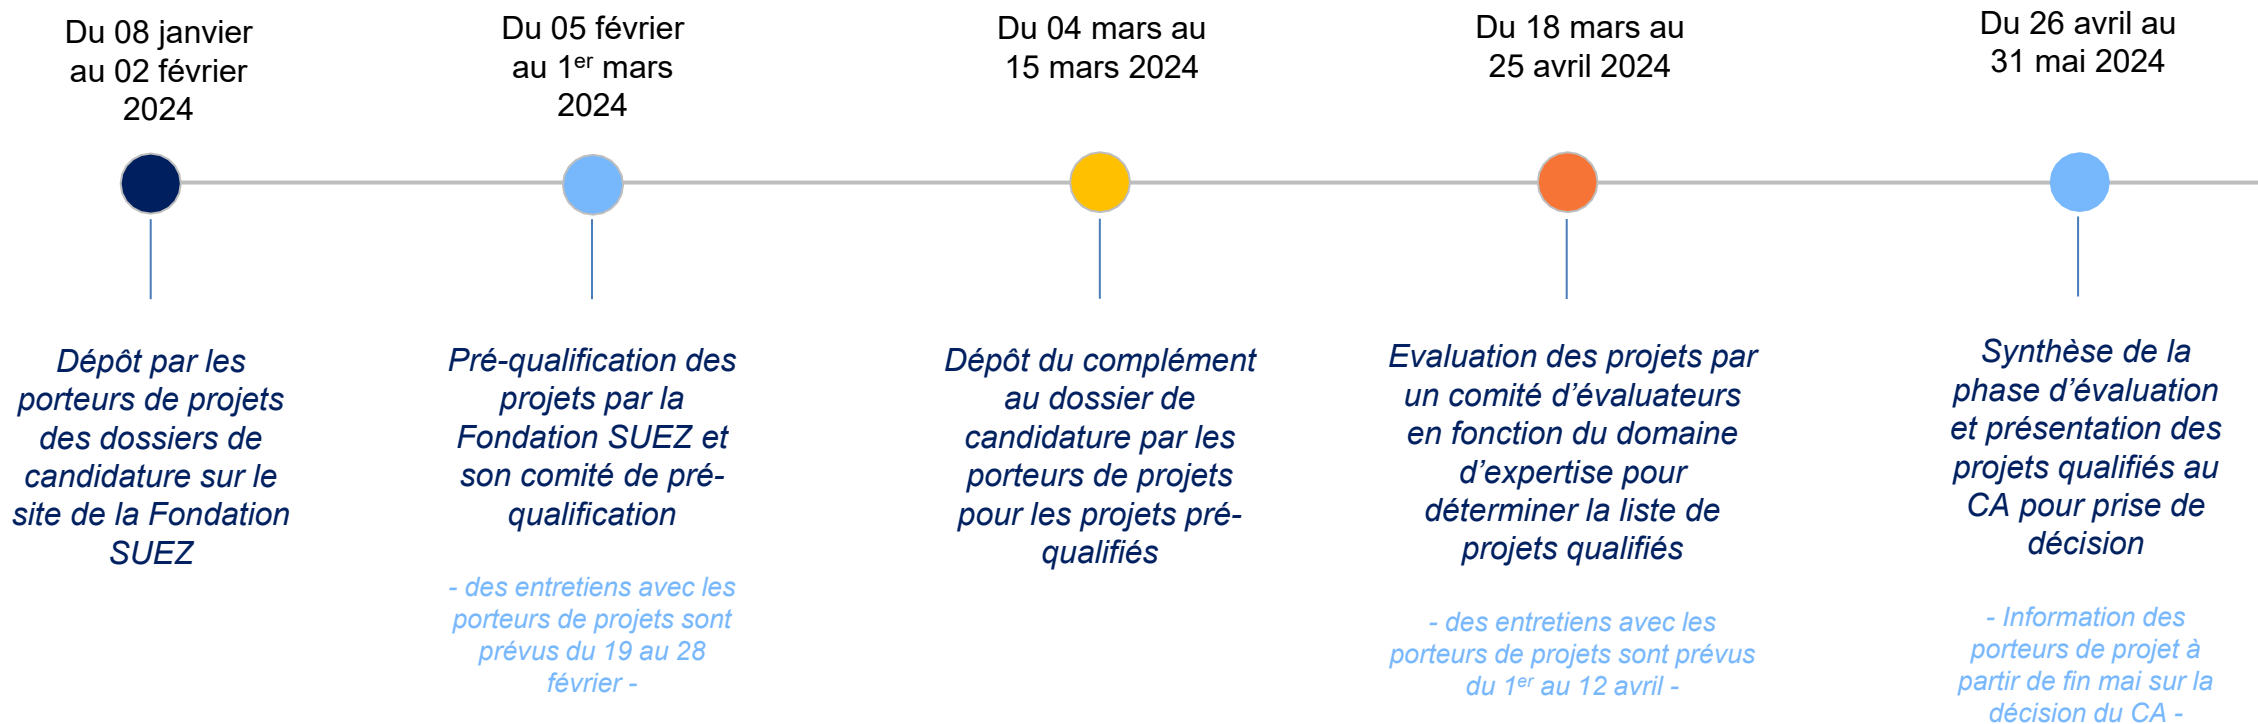 Du 08 janvier
au 02 février
2024
Du 05 février
au 1er mars
2024
Du 04 mars au
15 mars 2024
Du 18 mars au
25 avril 2024
Du 26 avril au
31 mai 2024
Dépôt par les
porteurs de projets
des dossiers de
candidature sur le
site de la Fondation
SUEZ
Pré-qualification des
projets par la
Fondation SUEZ et
son comité de pré-
qualification
- des entretiens avec les
porteurs de projets sont
prévus du 19 au 28
février -
Dépôt du complément
au dossier de
candidature par les
porteurs de projets
pour les projets pré-
qualifiés
Evaluation des projets par
un comité d’évaluateurs
en fonction du domaine
d’expertise pour
déterminer la liste de
projets qualifiés
- des entretiens avec les
porteurs de projets sont prévus
du 1er au 12 avril -
Synthèse de la
phase d’évaluation
et présentation des
projets qualifiés au
CA pour prise de
décision
- Information des
porteurs de projet à
partir de fin mai sur la
décision du CA -